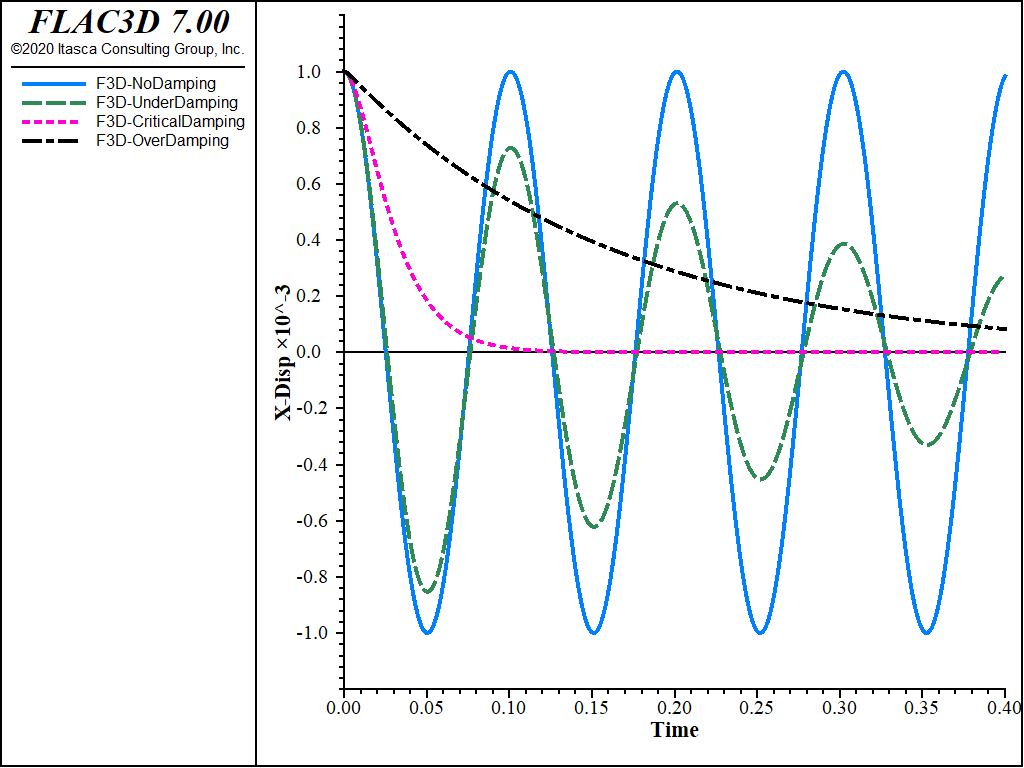 FLAC3D 7.00
©2020 Itasca Consulting Group, Inc.
F3D-NoDamping
F3D-UnderDamping
F3D-CriticalDamping
F3D-OverDamping
1.0
0.8
0.6
0.4
0.2
0.0
-0.2
-0.4
-0.6
-0.8
-1.0
X-Disp ×10^-3
0.00 0.05 0.10 0.15 0.20 0.25 0.30 0.35 0.40
Time